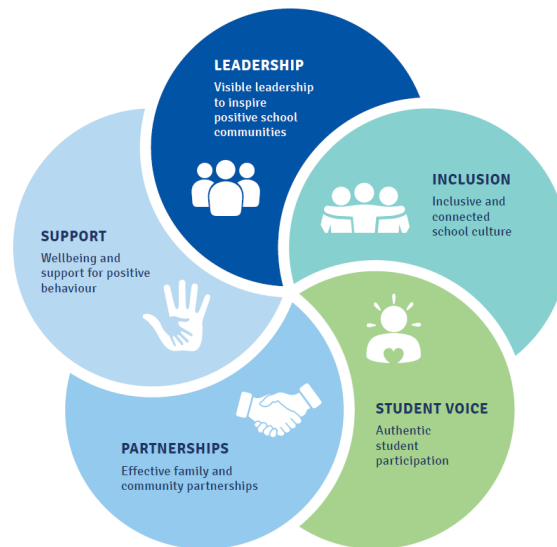 LEADERSHIP
Visible leadership
to inspire
positive school
communities
INCLUSION
Inclusive and
connected
school culture
STUDENT VOICE
Authentic
student
participation
PARTNERSHIPS
Effective family and
community partnerships
SUPPORT
Wellbeing and
support for positive
behaviour